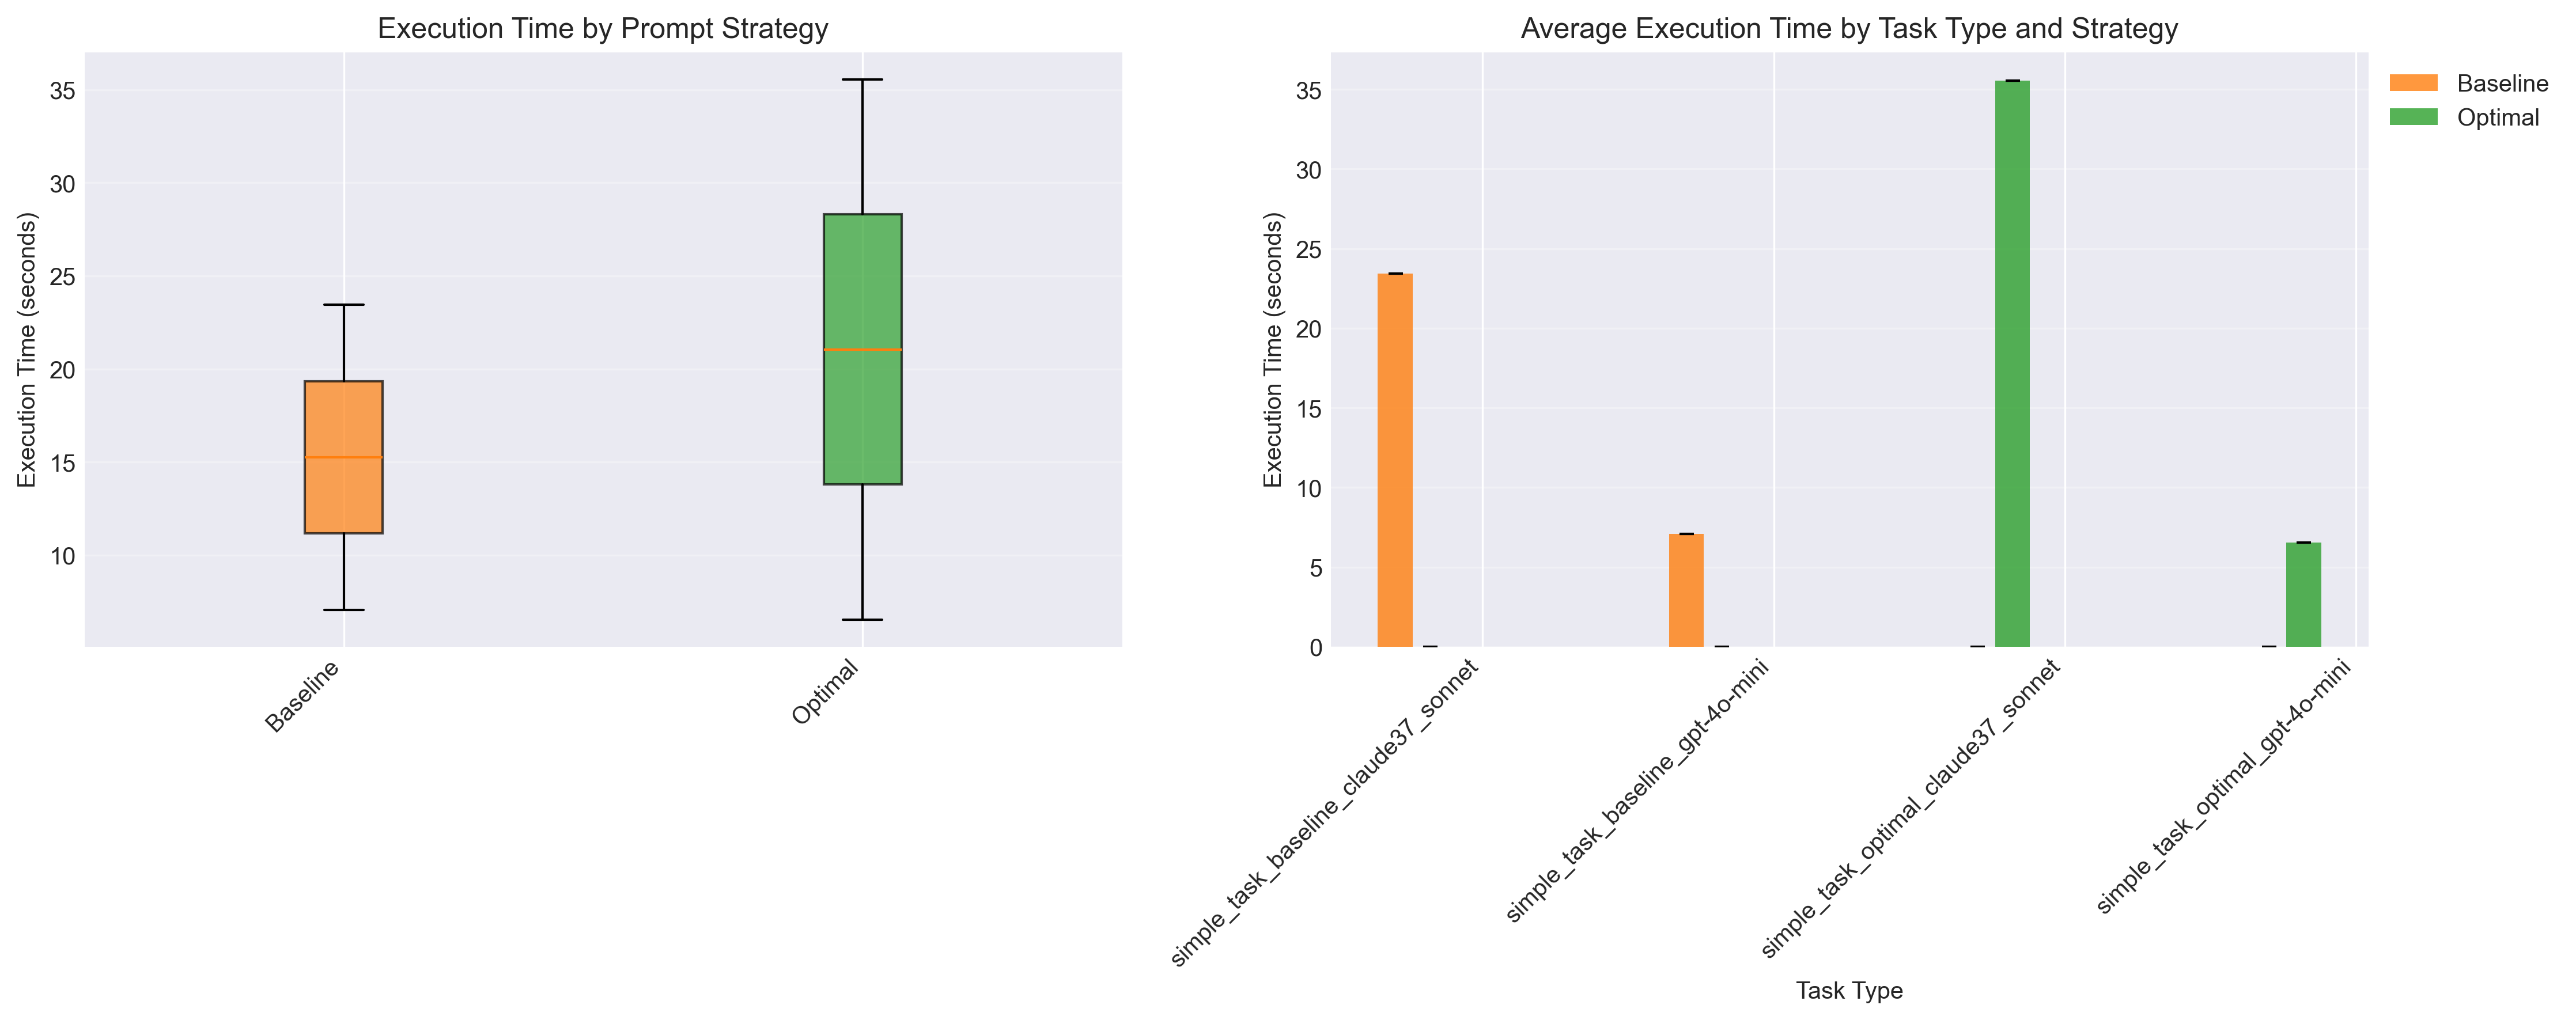 Execution Time by Prompt Strategy
Execution Time (seconds)
35
30
25
20
15
10
Baseline
Optimal
Average Execution Time by Task Type and Strategy
Execution Time (seconds)
35
30
25
20
15
10
5
0
simple_task_baseline_claude37_sonnet
simple_task_baseline_gpt-4o-mini
simple_task_optimal_claude37_sonnet
simple_task_optimal_gpt-4o-mini
Task Type
Baseline
Optimal